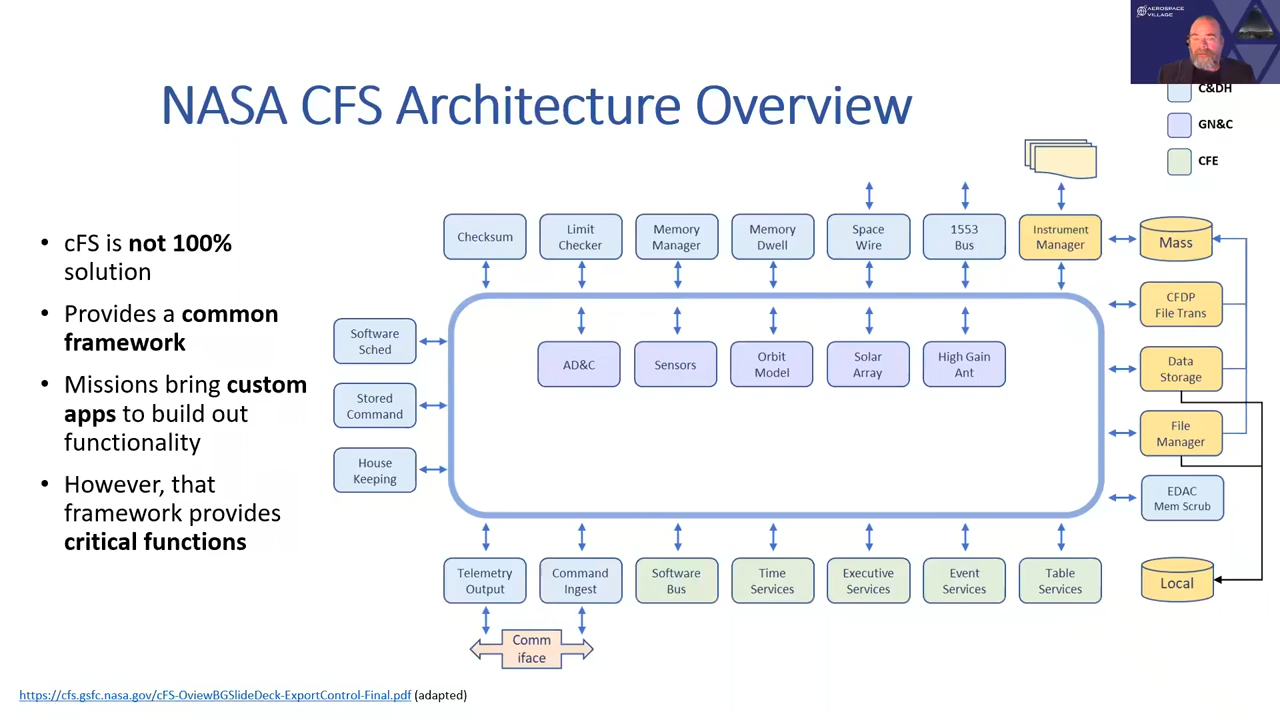 AEROSPACE
VILLAGE
NASA CFS Architecture Overview
C&DH
GN&C
CFE
• cFS is not 100%
solution
• Provides a common
framework
• Missions bring custom
apps to build out
functionality
• However, that
framework provides
critical functions
Checksum
Limit
Checker
Memory
Manager
Memory
Dwell
Space
Wire
1553
Bus
Instrument
Manager
Mass
CFDP
File Trans
Software
Sched
AD&C
Sensors
Orbit
Model
Solar
Array
High Gain
Ant
Data
Storage
Stored
Command
File
Manager
House
Keeping
EDAC
Mem Scrub
Telemetry
Output
Command
Ingest
Software
Bus
Time
Services
Executive
Services
Event
Services
Table
Services
Local
Comm
iface
https://cfs.gsfc.nasa.gov/cFS-OviewBGSlideDeck-ExportControl-Final.pdf (adapted)